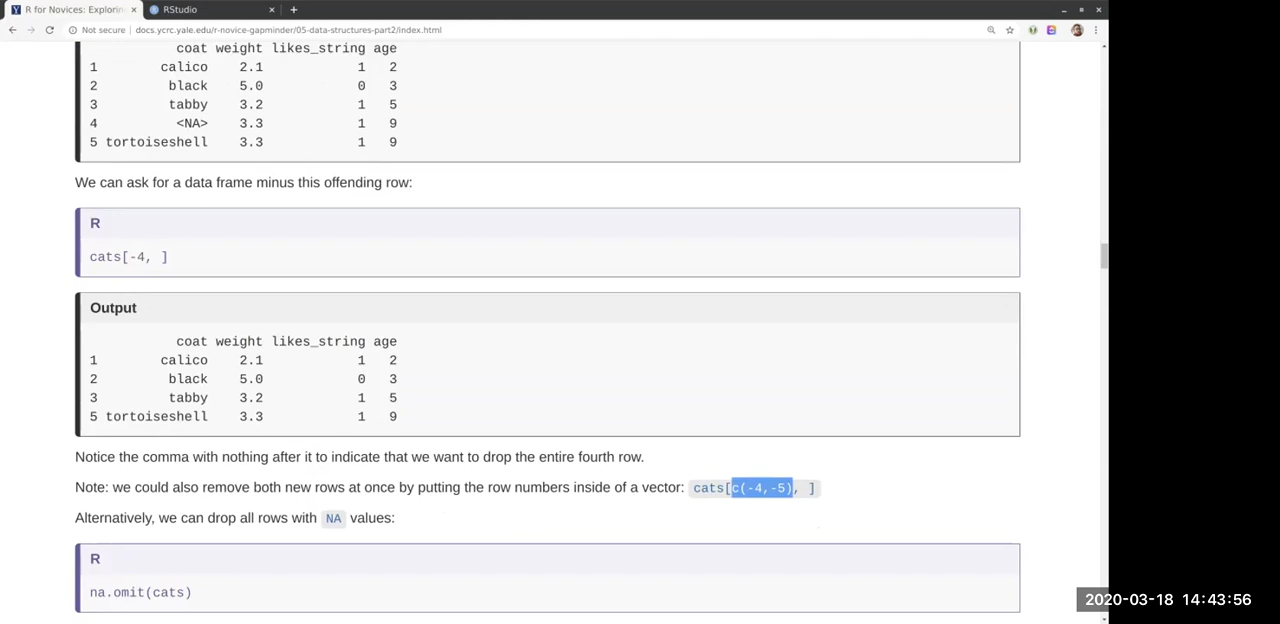 R for Novices: Explorin
RStudio
Not secure
docs.ycrc.yale.edu/r-novice-gapminder/05-data-structures-part2/index.html
coat weight likes_string age
1 calico 2.1 1 2
2 black 5.0 0 3
3 tabby 3.2 1 5
4 <NA> 3.3 1 9
5 tortoiseshell 3.3 1 9
We can ask for a data frame minus this offending row:
R
cats[-4, ]
Output
coat weight likes_string age
1 calico 2.1 1 2
2 black 5.0 0 3
3 tabby 3.2 1 5
5 tortoiseshell 3.3 1 9
Notice the comma with nothing after it to indicate that we want to drop the entire fourth row.
Note: we could also remove both new rows at once by putting the row numbers inside of a vector: cats[c(-4,-5), ]
Alternatively, we can drop all rows with NA values:
R
na.omit(cats)
2020-03-18 14:43:56